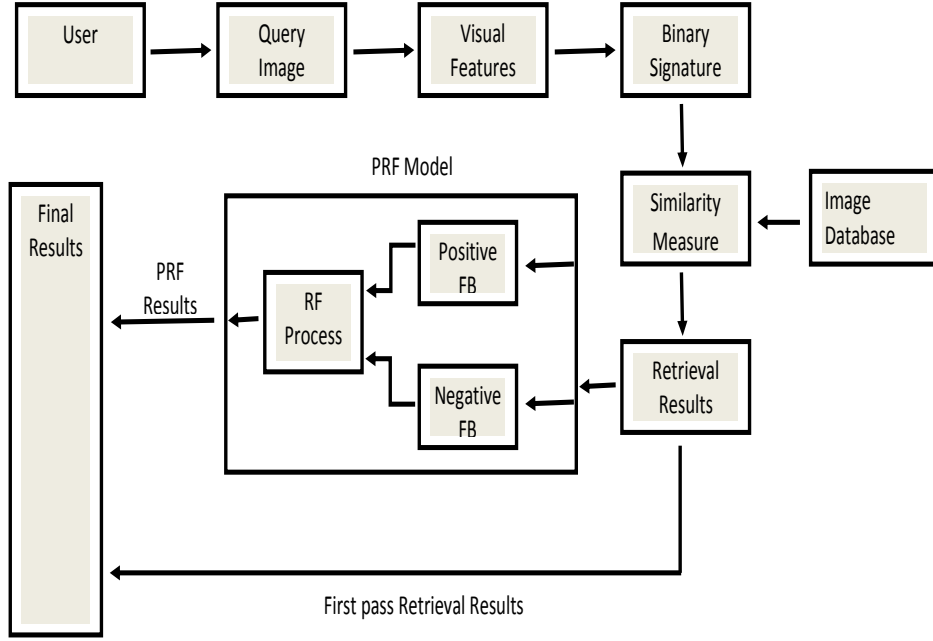 User
Query
Image
Visual
Features
Binary
Signature
PRF Model
Final
Results
Similarity
Measure
Image
Database
Positive
FB
PRF
Results
RF
Process
Retrieval
Results
Negative
FB
First pass Retrieval Results